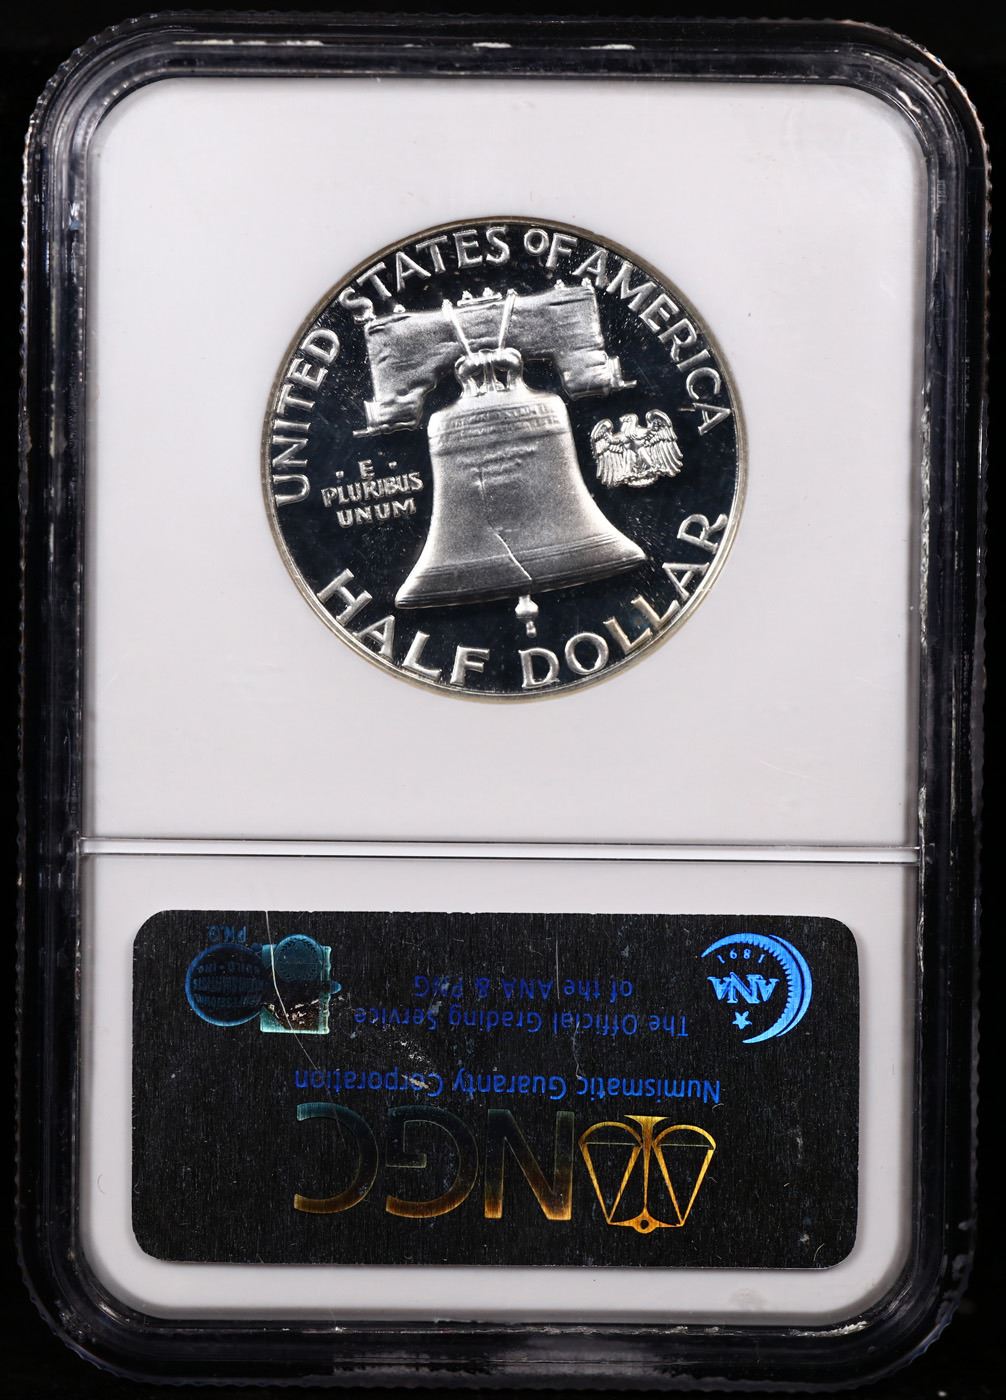 UNITED STATES OF AMERICA
· E ·
PLURIBUS
UNUM
HALF DOLLAR
NGC
Numismatic Guaranty Corporation
The Official Grading Service
of the ANA & PNG
ANA
1891
PNG